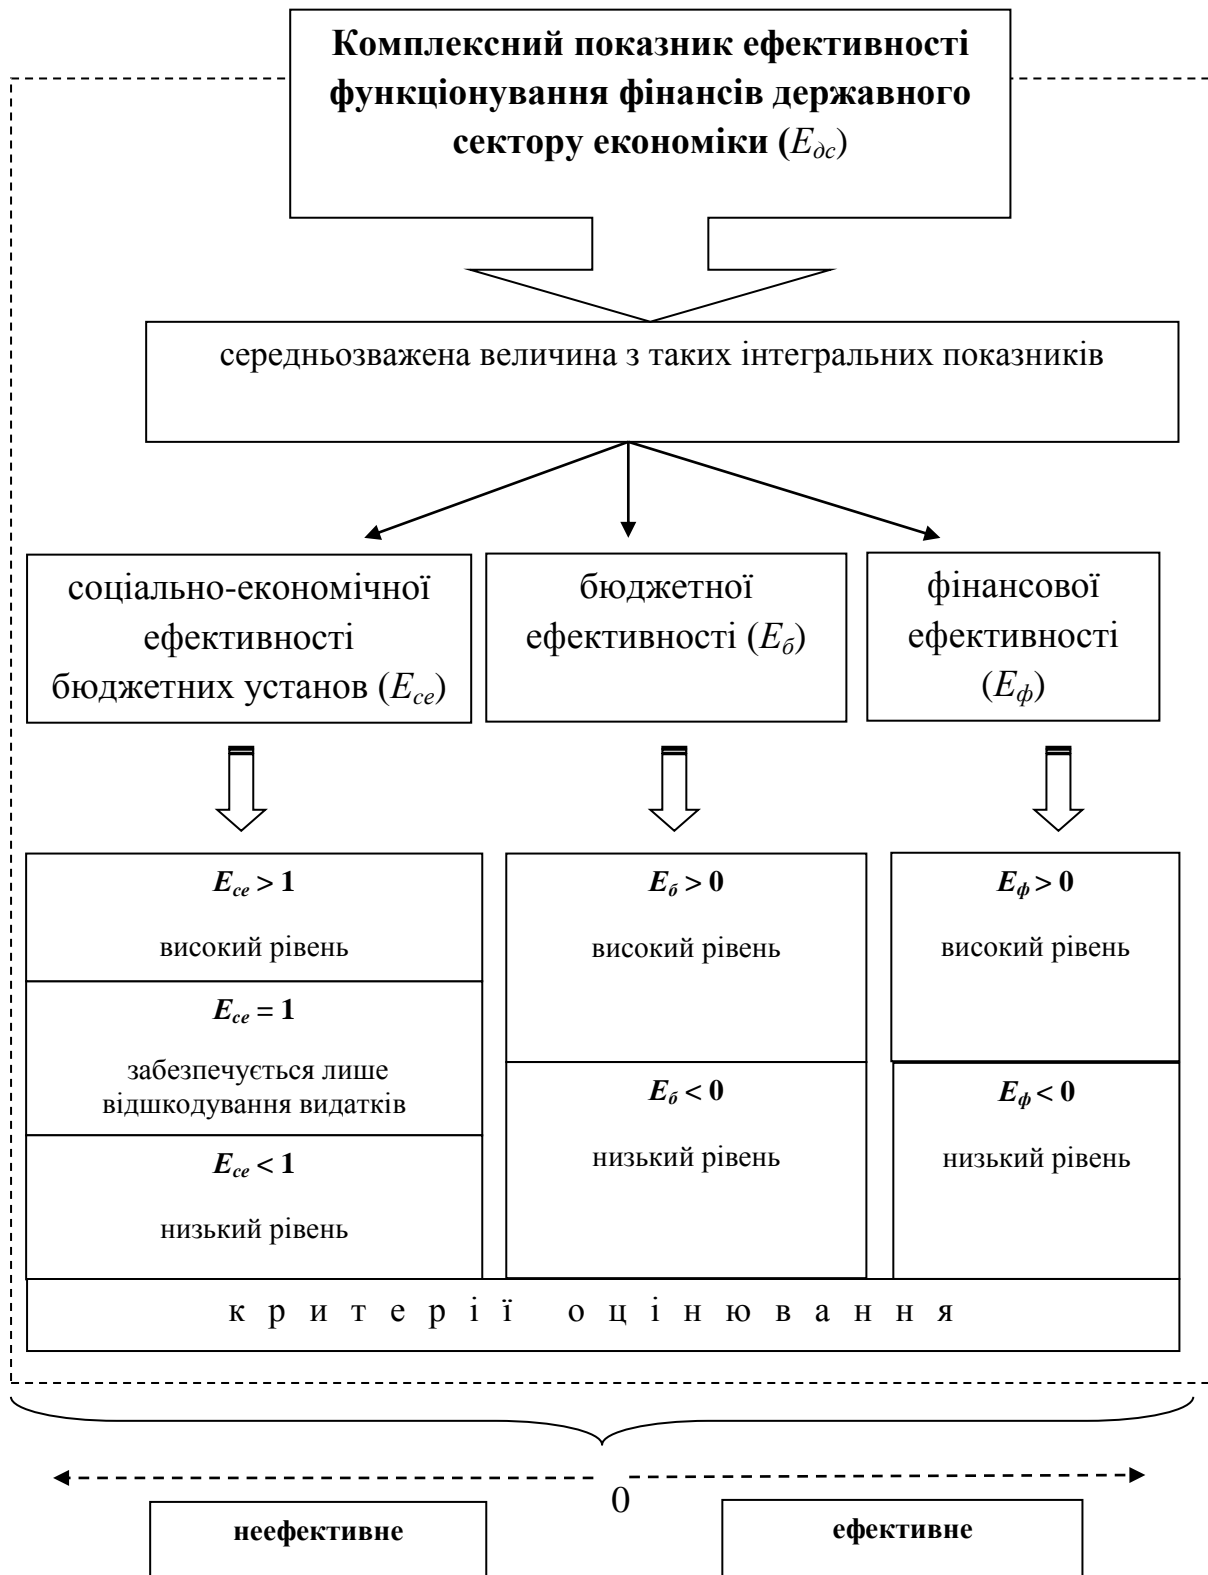 Комплексний показник ефективності
функціонування фінансів державного
сектору економіки (Eдс)
середньозважена величина з таких інтегральних показників
соціально-економічної
ефективності
бюджетних установ (Eсе)
бюджетної
ефективності (Eб)
фінансової
ефективності
(Eф)
Eсе > 1
високий рівень
Eсе = 1
забезпечується лише
відшкодування видатків
Eсе < 1
низький рівень
Eб > 0
високий рівень
Eб < 0
низький рівень
Eф > 0
високий рівень
Eф < 0
низький рівень
к р и т е р і ї о ц і н ю в а н н я
0
неефективне
ефективне